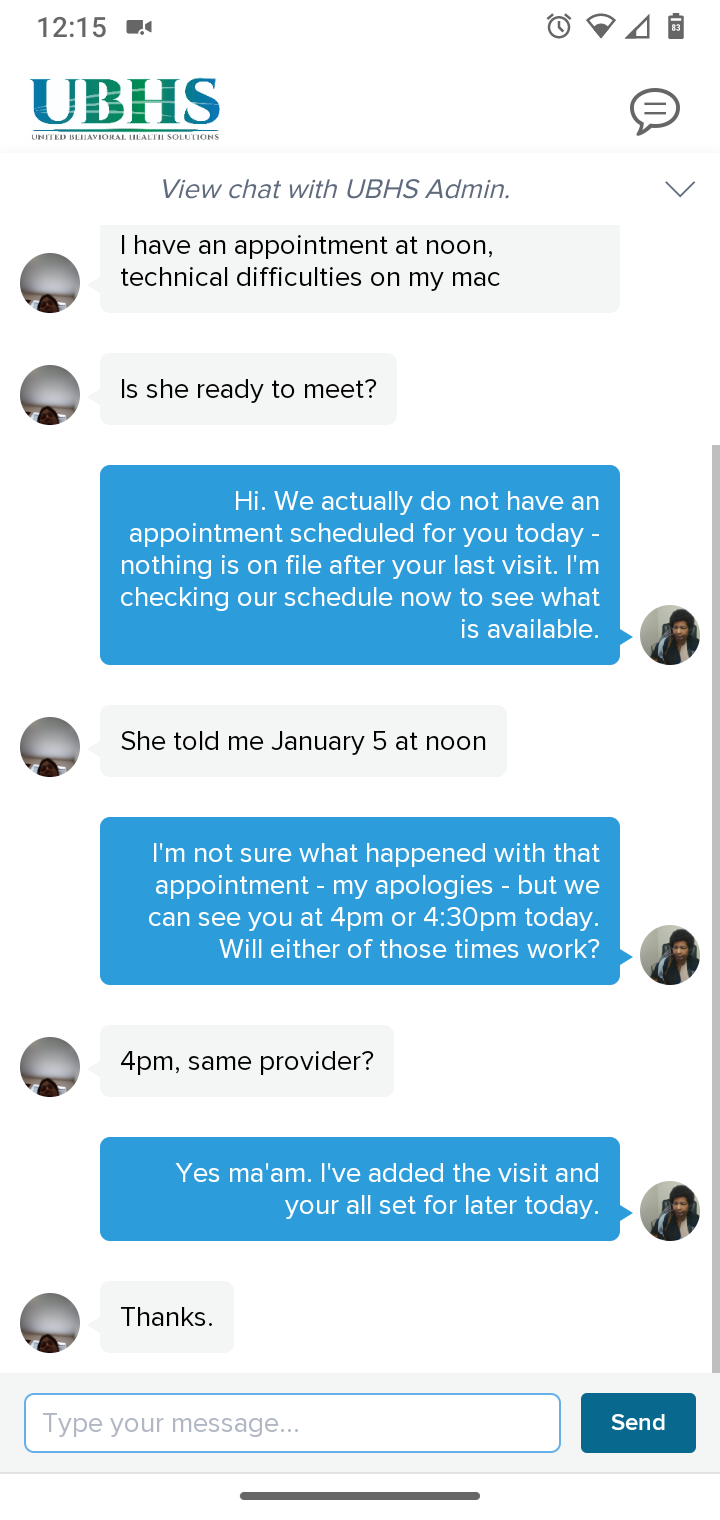 12:15
83
UBHS
UNITED BEHAVIORAL HEALTH SOLUTIONS
View chat with UBHS Admin.
I have an appointment at noon,
technical difficulties on my mac
Is she ready to meet?
Hi. We actually do not have an
appointment scheduled for you today -
nothing is on file after your last visit. I'm
checking our schedule now to see what
is available.
She told me January 5 at noon
I'm not sure what happened with that
appointment - my apologies - but we
can see you at 4pm or 4:30pm today.
Will either of those times work?
4pm, same provider?
Yes ma'am. I've added the visit and
your all set for later today.
Thanks.
Type your message...
Send